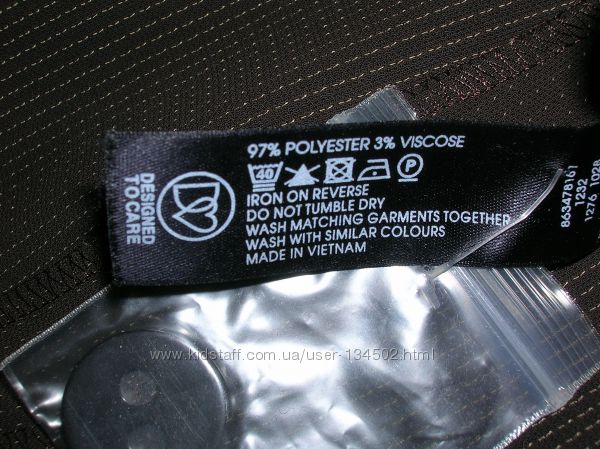 97% POLYESTER 3% VISCOSE
40 P
IRON ON REVERSE
DO NOT TUMBLE DRY
WASH MATCHING GARMENTS TOGETHER
WASH WITH SIMILAR COLOURS
MADE IN VIETNAM
DESIGNED
TO CARE
863478161
1232
1276 1028
www.kidstaff.com.ua/user-134502.html